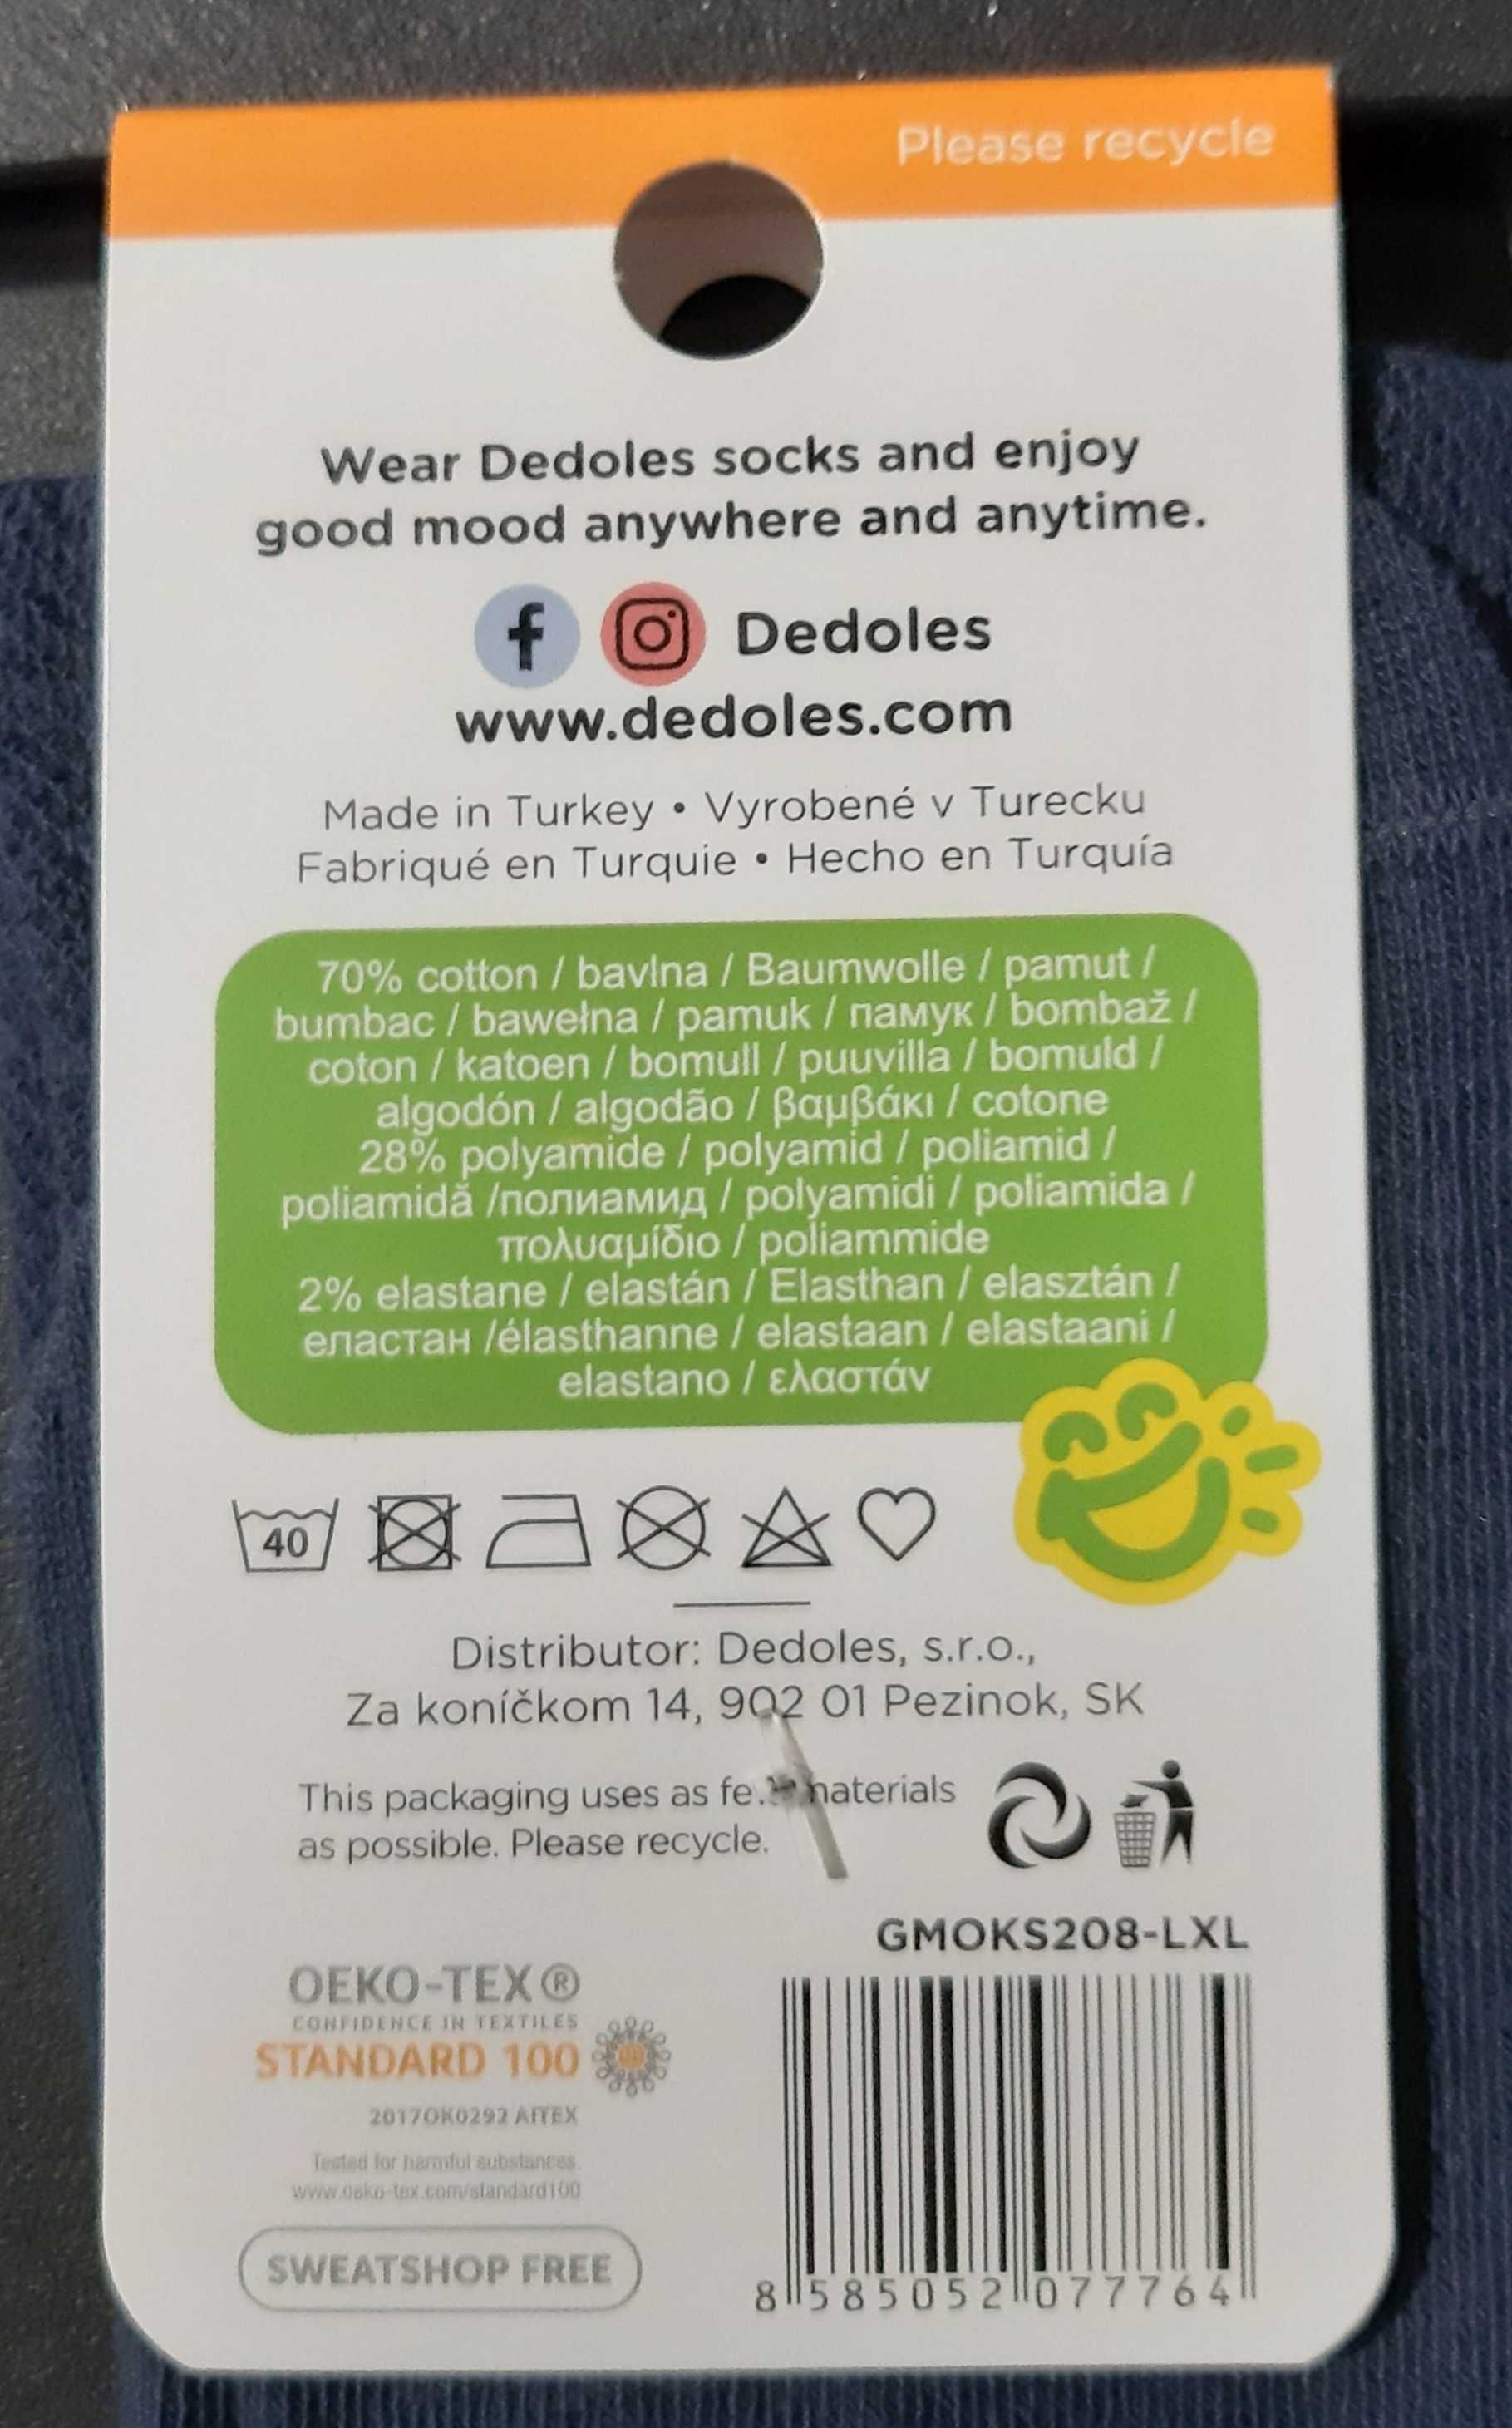 Please recycle
Wear Dedoles socks and enjoy
good mood anywhere and anytime.
f Dedoles
www.dedoles.com
Made in Turkey • Vyrobené v Turecku
Fabriqué en Turquie • Hecho en Turquía
70% cotton / bavlna / Baumwolle / pamut /
bumbac / bawełna / pamuk / памук / bombaž /
coton / katoen / bomull / puuvilla / bomuld /
algodón / algodão / βαμβάκι / cotone
28% polyamide / polyamid / poliamid /
poliamidă /полиамид / polyamidi / poliamida /
πολυαμίδιο / poliammide
2% elastane / elastán / Elasthan / elasztán /
еластан /élasthanne / elastaan / elastaani /
elastano / ελαστάν
40
Distributor: Dedoles, s.r.o.,
Za koníčkom 14, 902 01 Pezinok, SK
This packaging uses as materials
as possible. Please recycle.
GMOKS208-LXL
OEKO-TEX®
CONFIDENCE IN TEXTILES
STANDARD 100
2017OK0292 AITEX
Tested for harmful substances.
www.oeko-tex.com/standard100
SWEATSHOP FREE
8 585052 077764